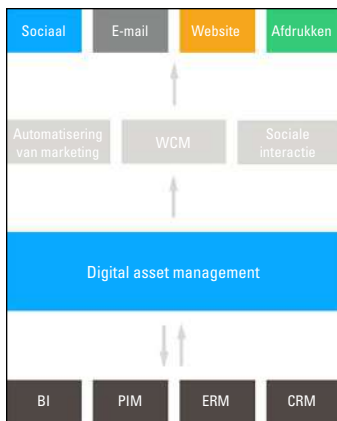 Sociaal E-mail Website Afdrukken
Automatisering
van marketing
WCM
Sociale
interactie
Digital asset management
BI PIM ERM CRM